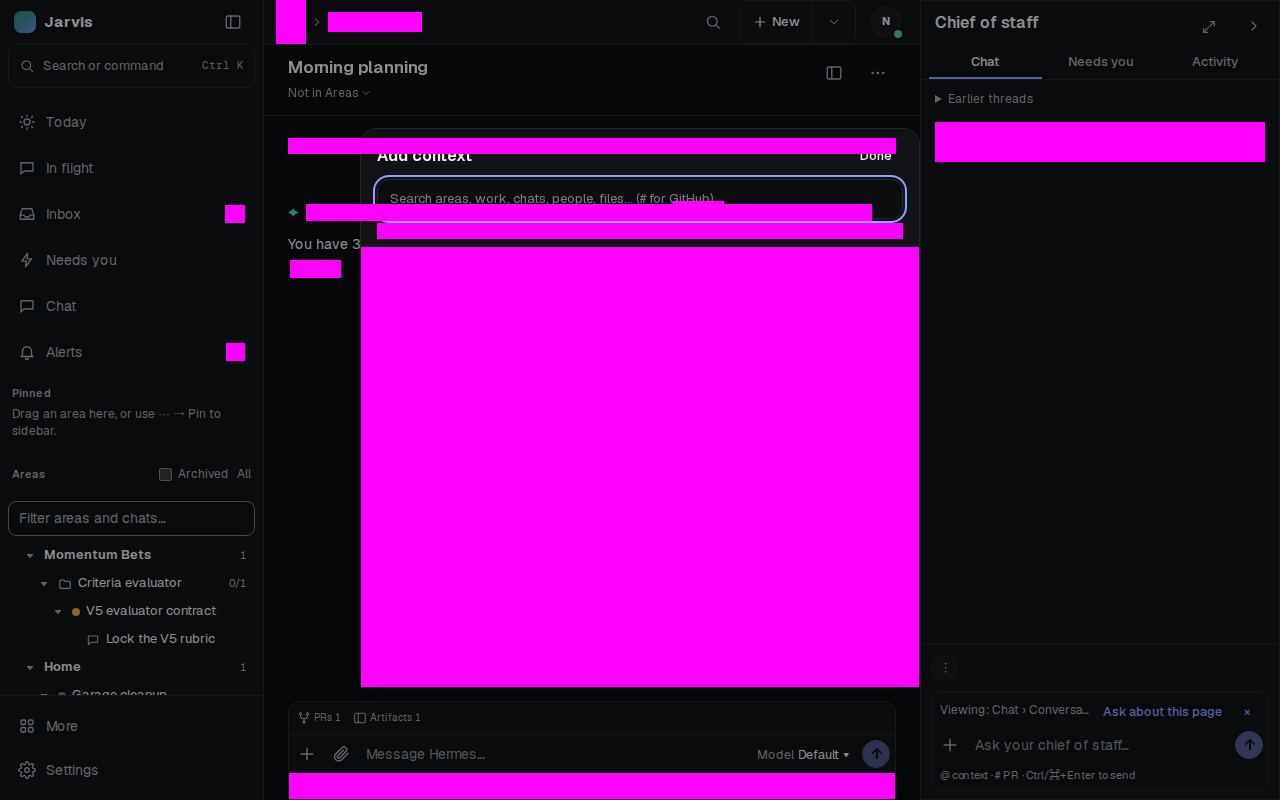 Jarvis
Search or command Ctrl K
Today
In flight
Inbox
Needs you
Chat
Alerts
Pinned
Drag an area here, or use ··· → Pin to
sidebar.
Areas Archived All
Filter areas and chats...
Momentum Bets 1
Criteria evaluator 0/1
V5 evaluator contract
Lock the V5 rubric
Home 1
Garage cleanup
More
Settings
New
N
Morning planning
Not in Areas
Add context Done
Search areas, work, chats, people, files... (# for GitHub)
You have 3
PRs 1 Artifacts 1
Message Hermes...
Model Default
Chief of staff
Chat Needs you Activity
Earlier threads
Viewing: Chat › Conversa... Ask about this page ×
Ask your chief of staff...
@ context · # PR · Ctrl/⌘+Enter to send